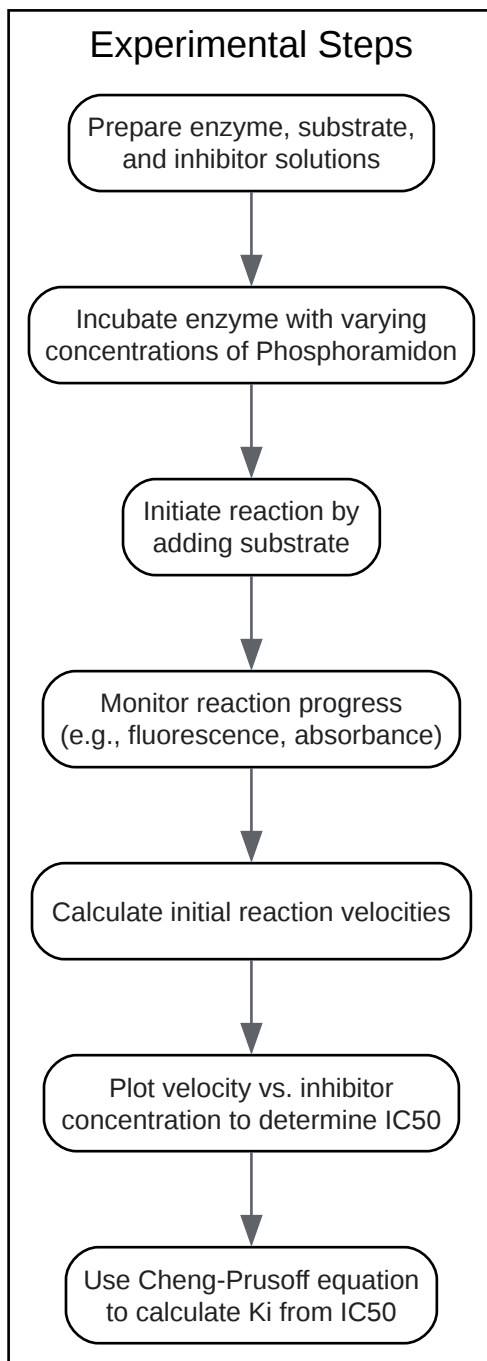 Experimental Steps
Prepare enzyme, substrate,
and inhibitor solutions
Incubate enzyme with varying
concentrations of Phosphoramidon
Initiate reaction by
adding substrate
Monitor reaction progress
(e.g., fluorescence, absorbance)
Calculate initial reaction velocities
Plot velocity vs. inhibitor
concentration to determine IC50
Use Cheng-Prusoff equation
to calculate Ki from IC50